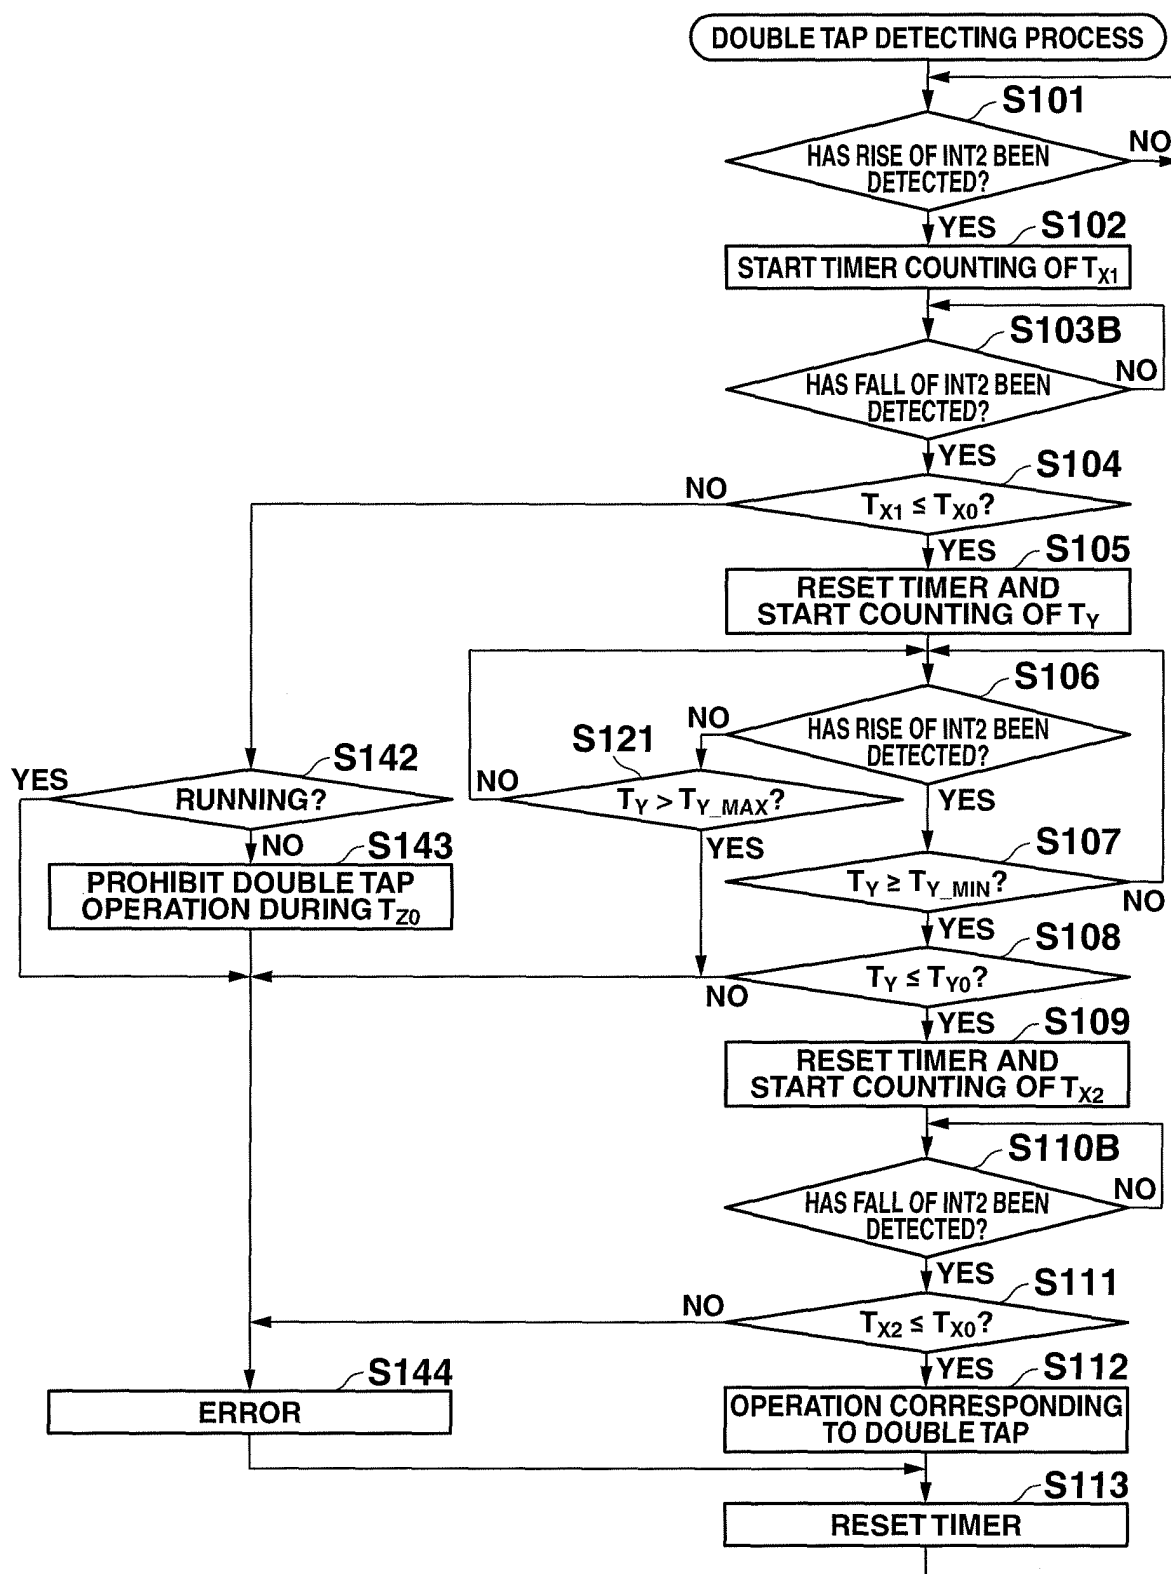 DOUBLE TAP DETECTING PROCESS
S101
HAS RISE OF INT2 BEEN
DETECTED?
NO
YES
S102
START TIMER COUNTING OF TX1
S103B
HAS FALL OF INT2 BEEN
DETECTED?
NO
YES
S104
NO
TX1 ≤ TX0?
YES
S105
RESET TIMER AND
START COUNTING OF TY
S106
NO
HAS RISE OF INT2 BEEN
DETECTED?
S121
NO
TY > TY_MAX?
YES
YES
S142
YES
RUNNING?
NO
S143
PROHIBIT DOUBLE TAP
OPERATION DURING TZ0
S107
TY ≥ TY_MIN?
NO
YES
S108
TY ≤ TY0?
NO
YES
S109
RESET TIMER AND
START COUNTING OF TX2
S110B
HAS FALL OF INT2 BEEN
DETECTED?
NO
YES
S111
NO
TX2 ≤ TX0?
YES
S112
OPERATION CORRESPONDING
TO DOUBLE TAP
S144
ERROR
S113
RESET TIMER